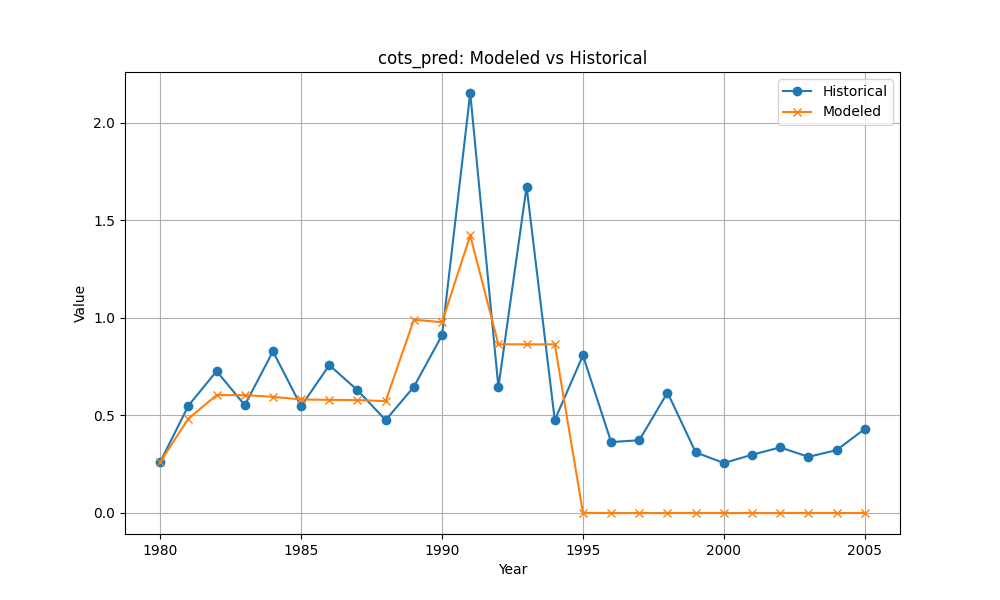 cots_pred: Modeled vs Historical
Historical
Modeled
Value
2.0
1.5
1.0
0.5
0.0
1980 1985 1990 1995 2000 2005
Year